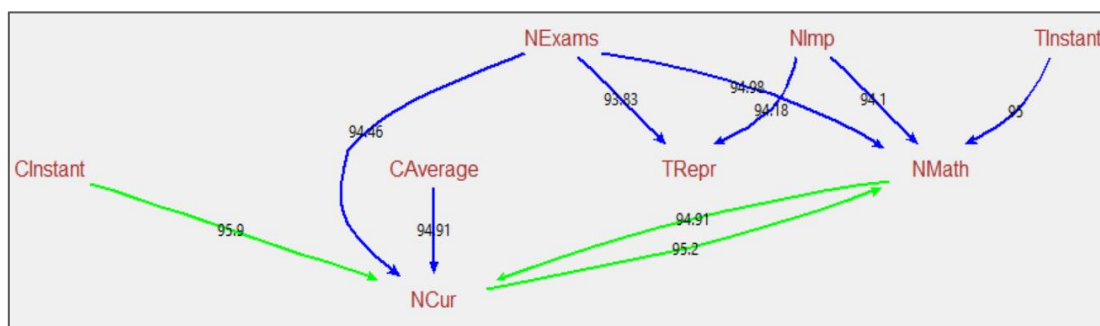 NExams NImp TInstant
94.98
93.83 94.1
94.18 95
94.46
CInstant CAverage TRepr NMath
94.91
95.9 94.91
95.2
NCur